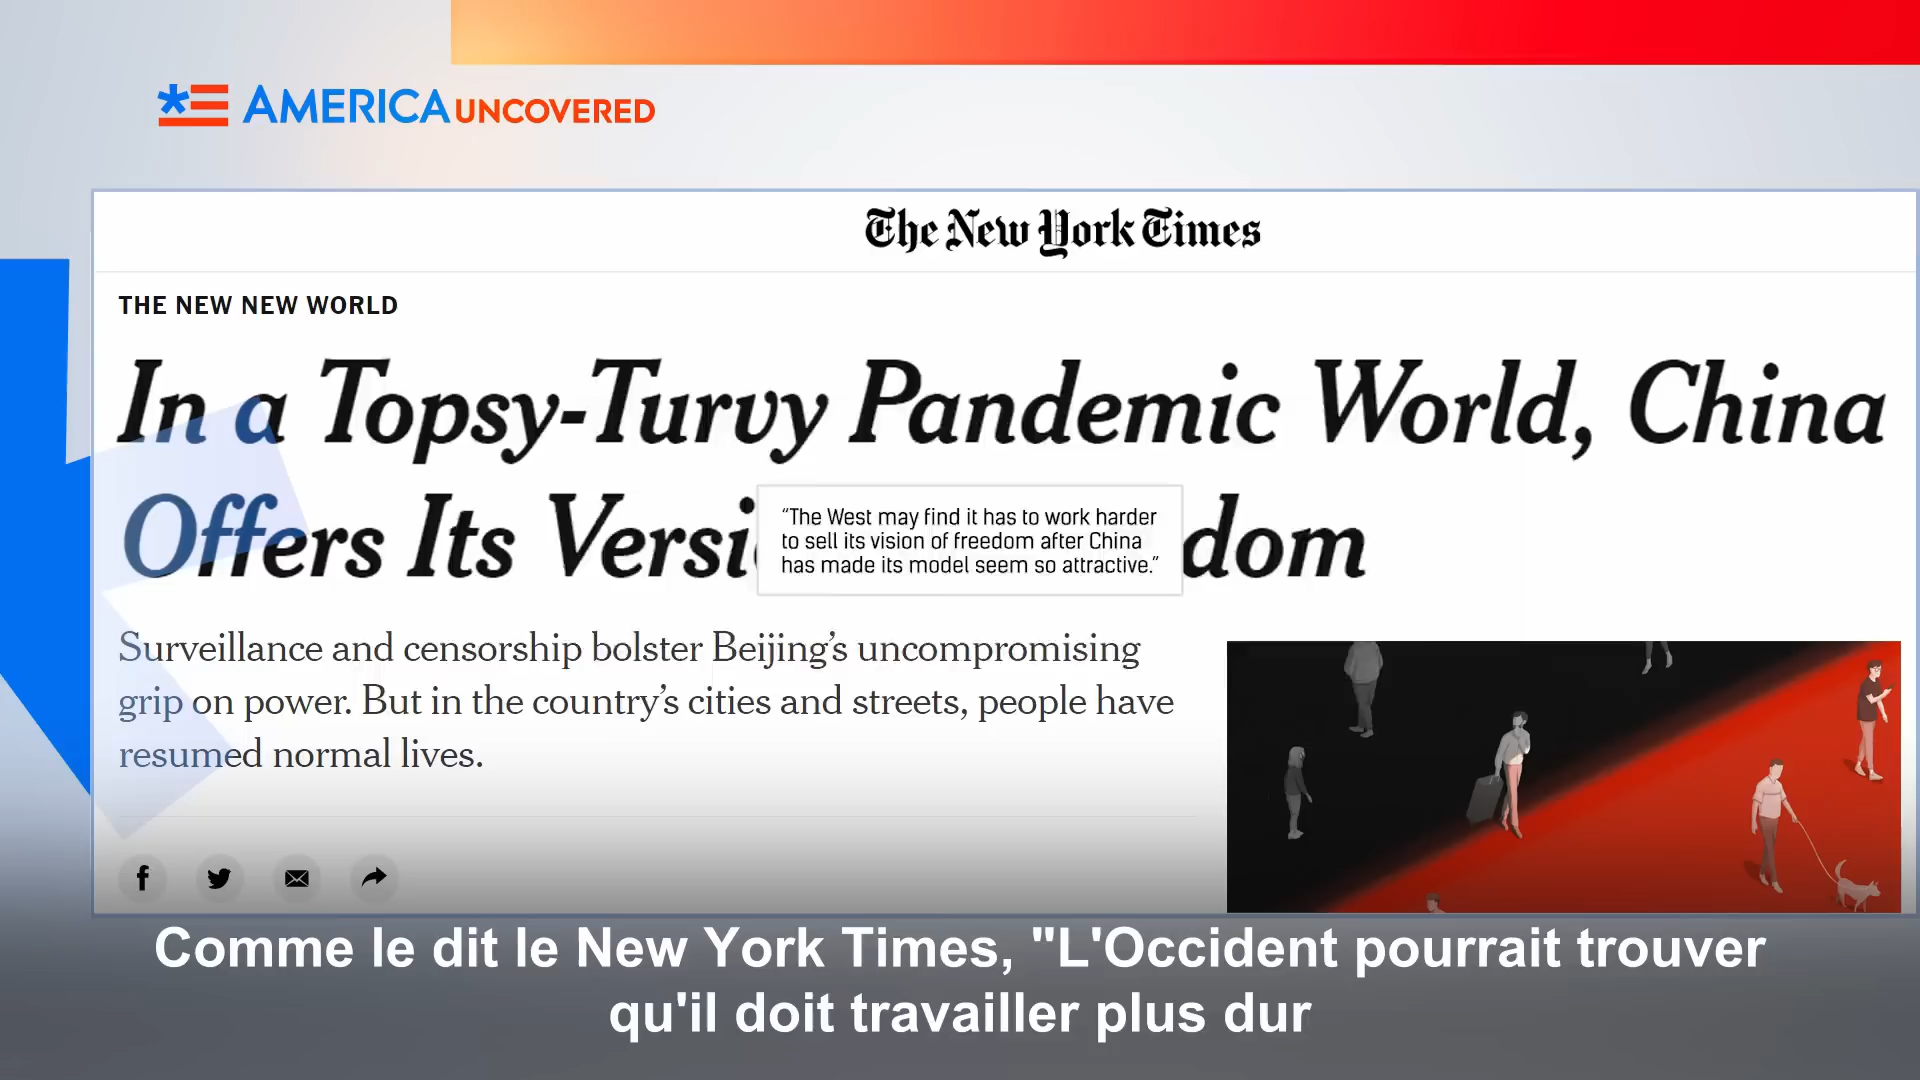 AMERICA UNCOVERED
The New York Times
THE NEW NEW WORLD
In a Topsy-Turvy Pandemic World, China
Offers Its Versi dom
“The West may find it has to work harder
to sell its vision of freedom after China
has made its model seem so attractive.”
Surveillance and censorship bolster Beijing’s uncompromising
grip on power. But in the country’s cities and streets, people have
resumed normal lives.
Comme le dit le New York Times, "L'Occident pourrait trouver
qu'il doit travailler plus dur